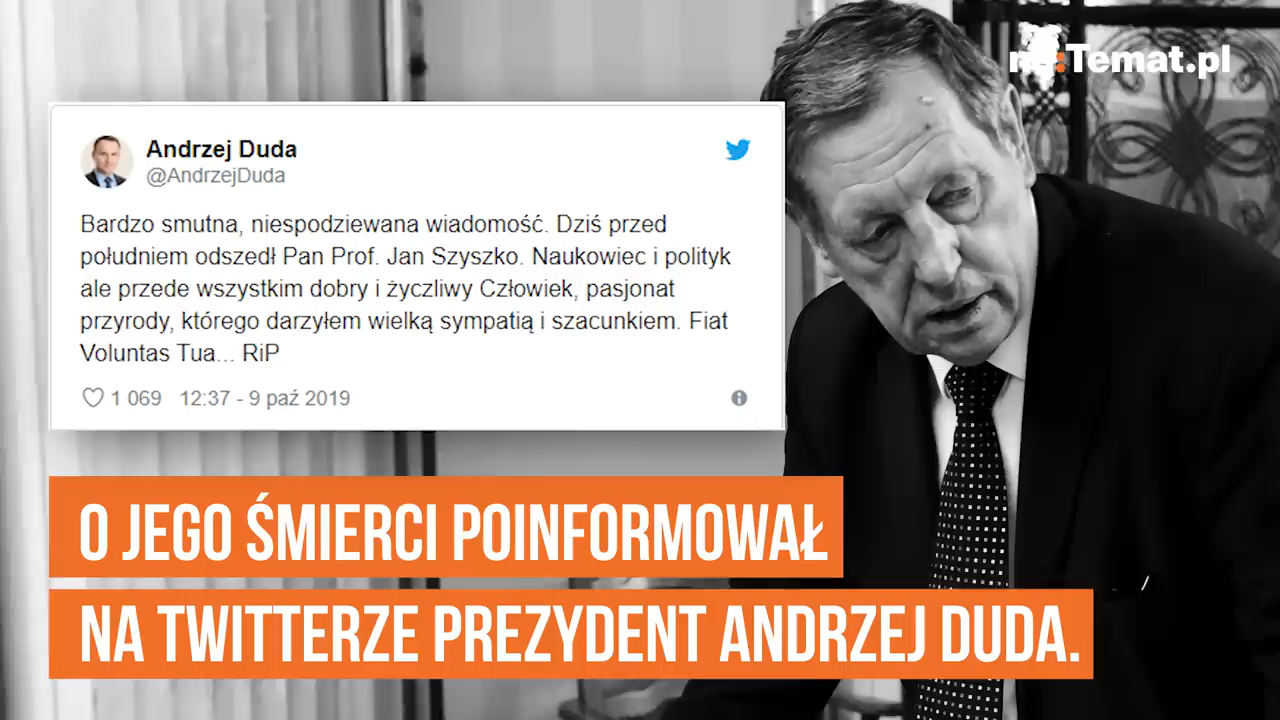 :Temat.pl
Andrzej Duda
@AndrzejDuda
Bardzo smutna, niespodziewana wiadomość. Dziś przed
południem odszedł Pan Prof. Jan Szyszko. Naukowiec i polityk
ale przede wszystkim dobry i życzliwy Człowiek, pasjonat
przyrody, którego darzyłem wielką sympatią i szacunkiem. Fiat
Voluntas Tua... RiP
1 069 12:37 - 9 paź 2019
O JEGO ŚMIERCI POINFORMOWAŁ
NA TWITTERZE PREZYDENT ANDRZEJ DUDA.